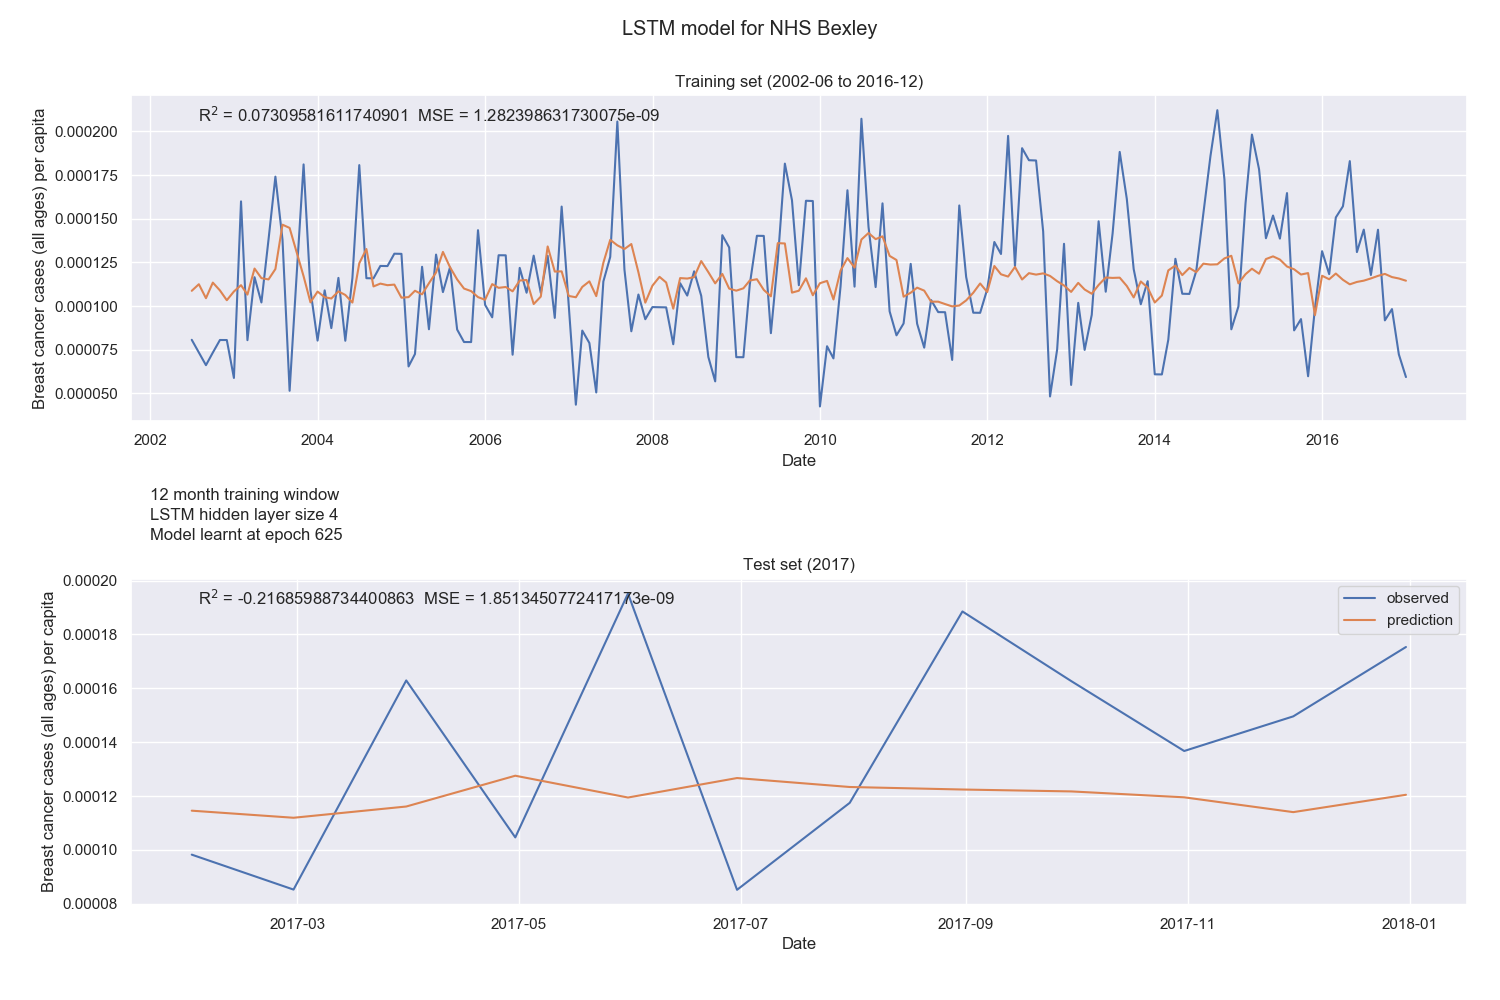 LSTM model for NHS Bexley
Training set (2002-06 to 2016-12)
R² = 0.07309581611740901 MSE = 1.282398631730075e-09
Breast cancer cases (all ages) per capita
0.000200
0.000175
0.000150
0.000125
0.000100
0.000075
0.000050
2002 2004 2006 2008 2010 2012 2014 2016
Date
12 month training window
LSTM hidden layer size 4
Model learnt at epoch 625
Test set (2017)
R² = -0.21685988734400863 MSE = 1.8513450772417173e-09
observed
prediction
Breast cancer cases (all ages) per capita
0.00020
0.00018
0.00016
0.00014
0.00012
0.00010
0.00008
2017-03 2017-05 2017-07 2017-09 2017-11 2018-01
Date